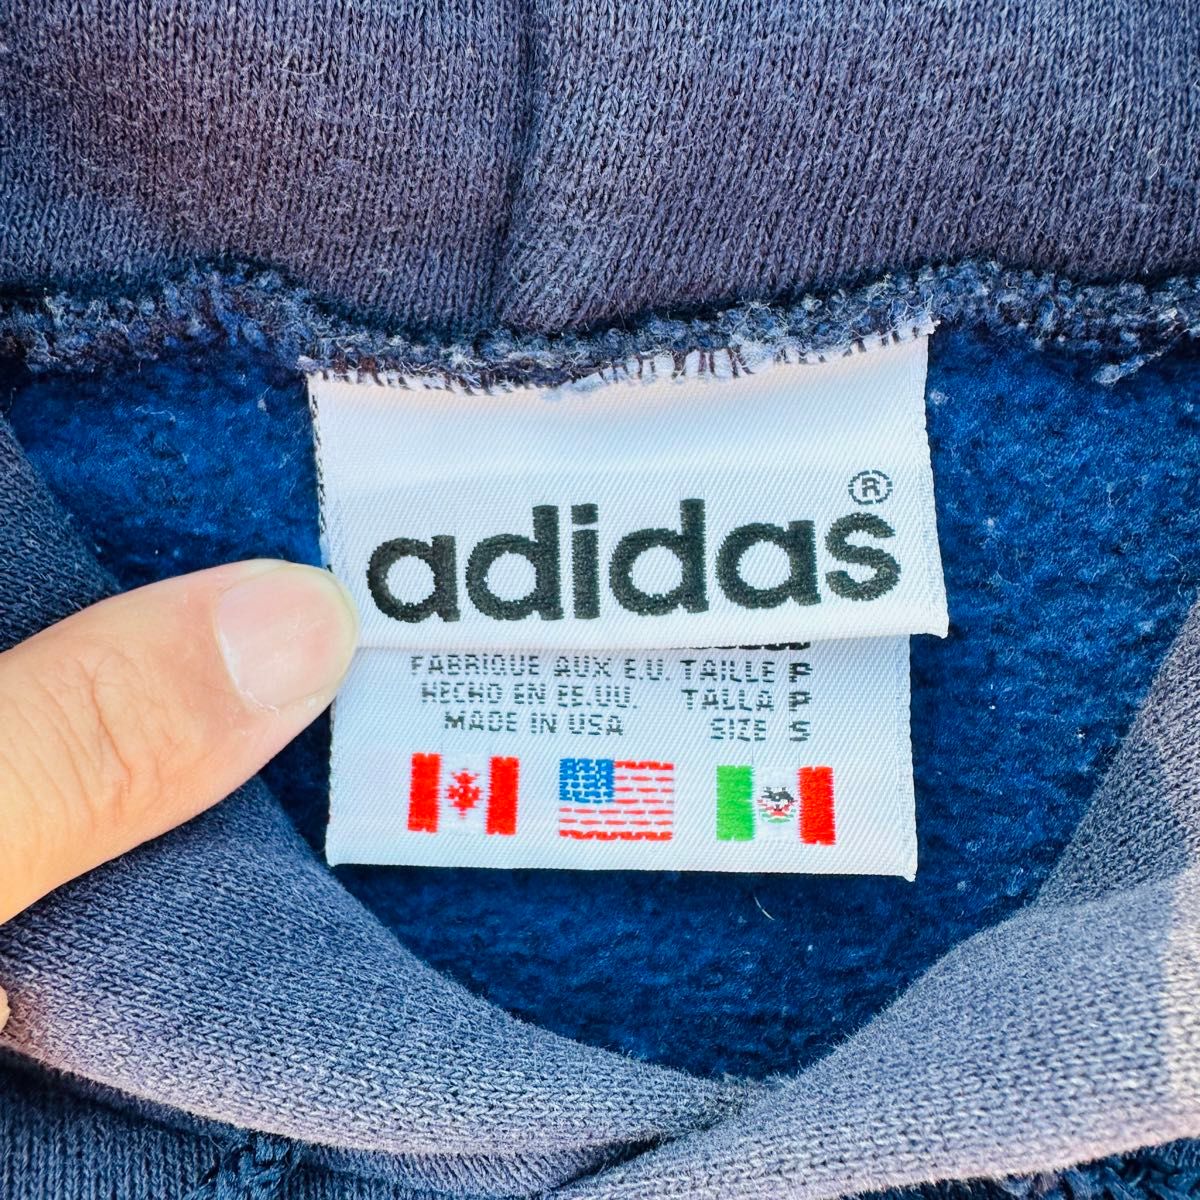 adidas®
FABRIQUE AUX E.U. TAILLE P
HECHO EN EE.UU. TALLA P
MADE IN USA SIZE S